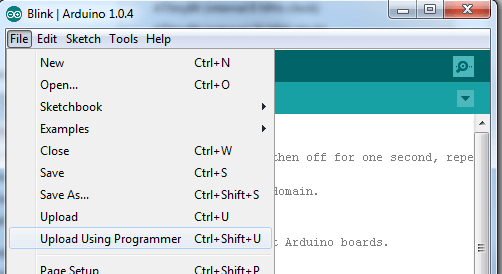 Blink | Arduino 1.0.4
File Edit Sketch Tools Help
New Ctrl+N
Open... Ctrl+O
Sketchbook
Examples
Close Ctrl+W
Save Ctrl+S
Save As... Ctrl+Shift+S
Upload Ctrl+U
Upload Using Programmer Ctrl+Shift+U
Page Setup Ctrl+Shift+P
then off for one second, repe
domain.
t Arduino boards.